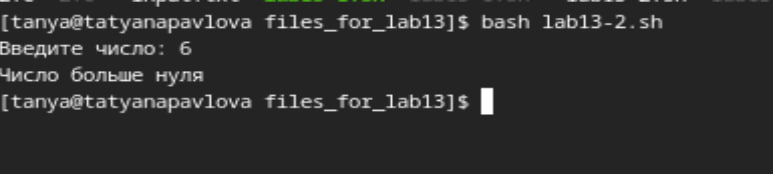 [tanya@tatyanapavlova files_for_lab13]$ bash lab13-2.sh
Введите число: 6
Число больше нуля
[tanya@tatyanapavlova files_for_lab13]$